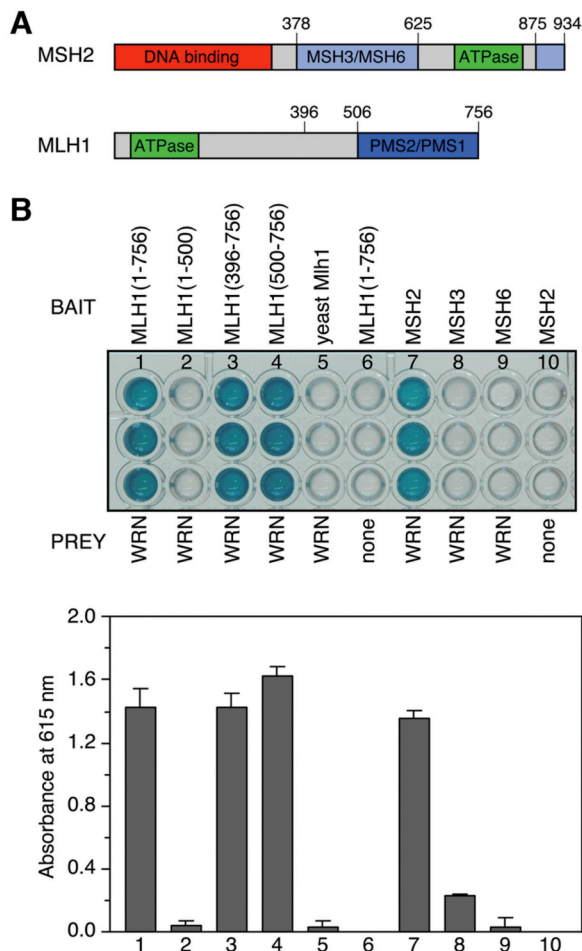 A
378 625 875 934
MSH2 DNA binding MSH3/MSH6 ATPase
396 506 756
MLH1 ATPase PMS2/PMS1
B
BAIT MLH1(1-756) MLH1(1-500) MLH1(396-756) MLH1(500-756) yeast Mlh1 MLH1(1-756) MSH2 MSH3 MSH6 MSH2
1 2 3 4 5 6 7 8 9 10
PREY WRN WRN WRN WRN WRN none WRN WRN WRN none
Absorbance at 615 nm
2.0
1.6
1.2
0.8
0.4
0.0
1 2 3 4 5 6 7 8 9 10